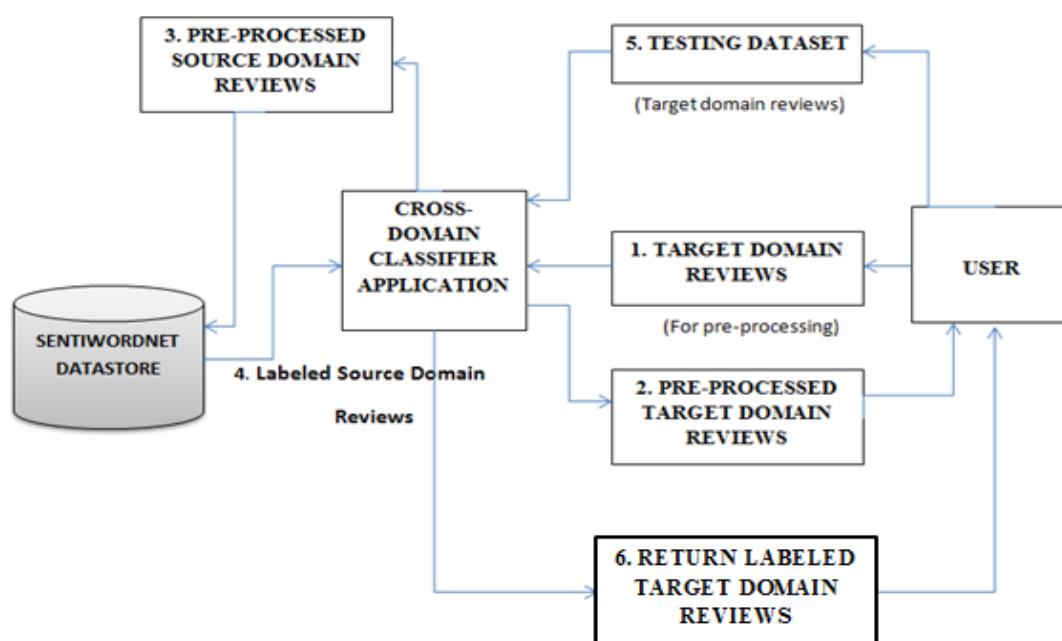 3. PRE-PROCESSED
SOURCE DOMAIN
REVIEWS
5. TESTING DATASET
(Target domain reviews)
CROSS-
DOMAIN
CLASSIFIER
APPLICATION
1. TARGET DOMAIN
REVIEWS
(For pre-processing)
USER
SENTIWORDNET
DATASTORE
4. Labeled Source Domain
Reviews
2. PRE-PROCESSED
TARGET DOMAIN
REVIEWS
6. RETURN LABELED
TARGET DOMAIN
REVIEWS